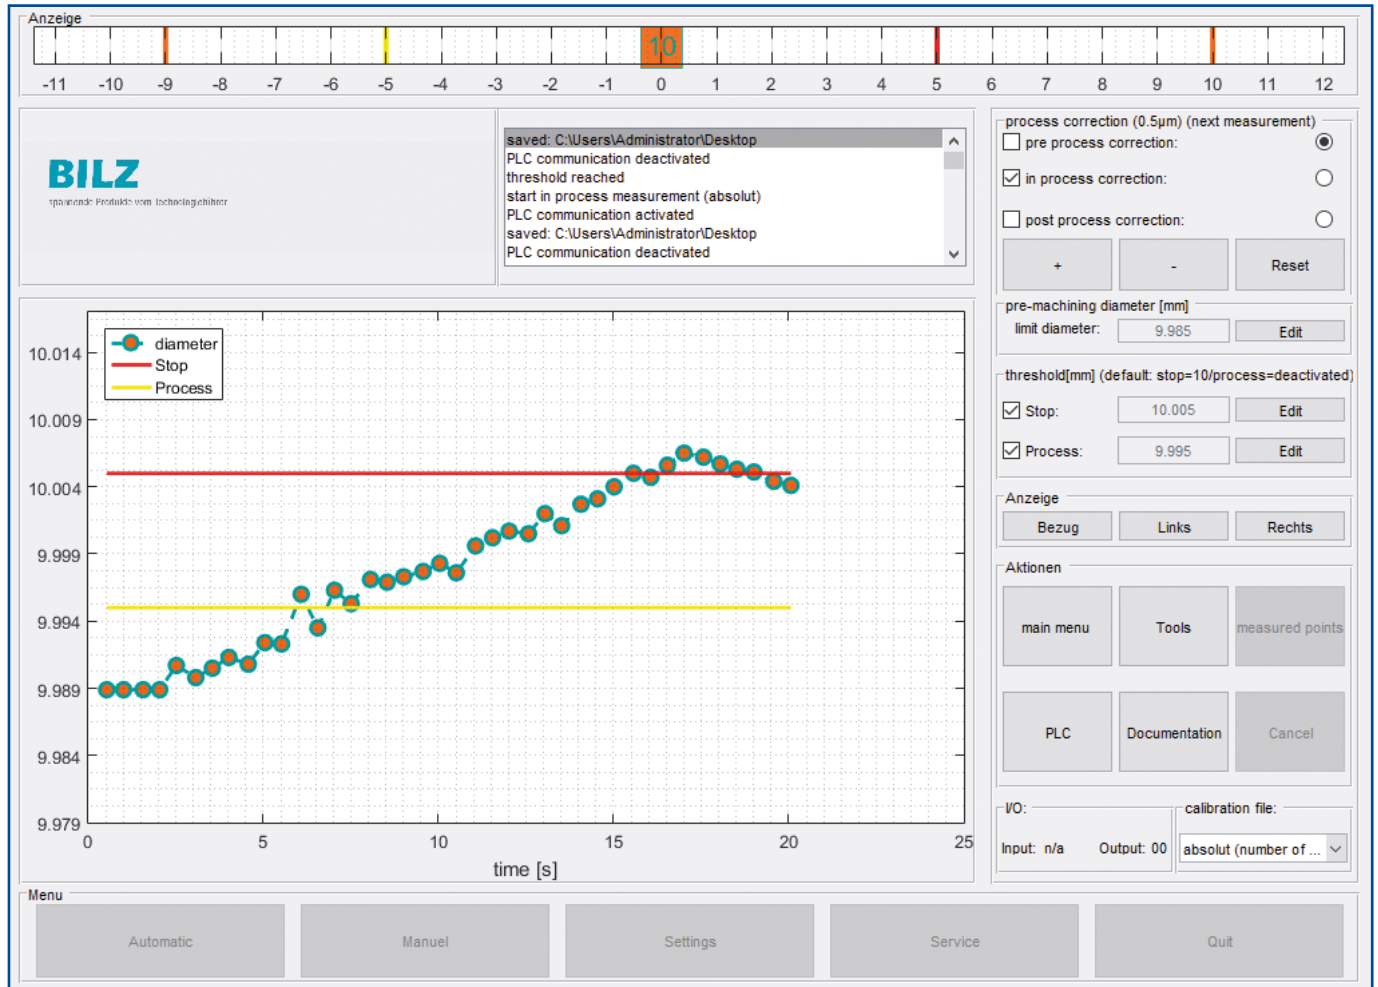 Anzeige
10
-11 -10 -9 -8 -7 -6 -5 -4 -3 -2 -1 0 1 2 3 4 5 6 7 8 9 10 11 12
BILZ
spannende Produkte vom Technologieführer
saved: C:\Users\Administrator\Desktop
PLC communication deactivated
threshold reached
start in process measurement (absolut)
PLC communication activated
saved: C:\Users\Administrator\Desktop
PLC communication deactivated
process correction (0.5µm) (next measurement)
pre process correction:
in process correction:
post process correction:
+ - Reset
pre-machining diameter [mm]
limit diameter: 9.985 Edit
threshold[mm] (default: stop=10/process=deactivated)
Stop: 10.005 Edit
Process: 9.995 Edit
Anzeige
Bezug Links Rechts
Aktionen
main menu Tools measured points
PLC Documentation Cancel
I/O:
Input: n/a Output: 00
calibration file:
absolut (number of ...
diameter
Stop
Process
10.014
10.009
10.004
9.999
9.994
9.989
9.984
9.979
0 5 10 15 20 25
time [s]
Menu
Automatic Manuel Settings Service Quit